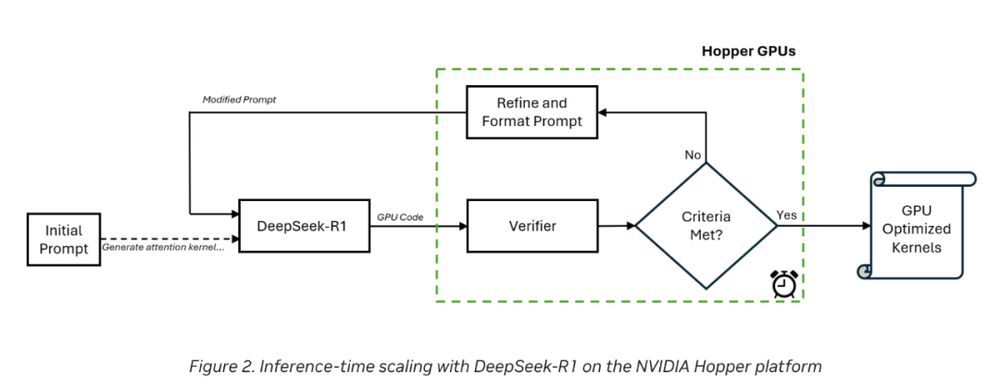 Hopper GPUs
Modified Prompt
Refine and
Format Prompt
No
Initial
Prompt
Generate attention kernel...
DeepSeek-R1
GPU Code
Verifier
Criteria
Met?
Yes
GPU
Optimized
Kernels
Figure 2. Inference-time scaling with DeepSeek-R1 on the NVIDIA Hopper platform